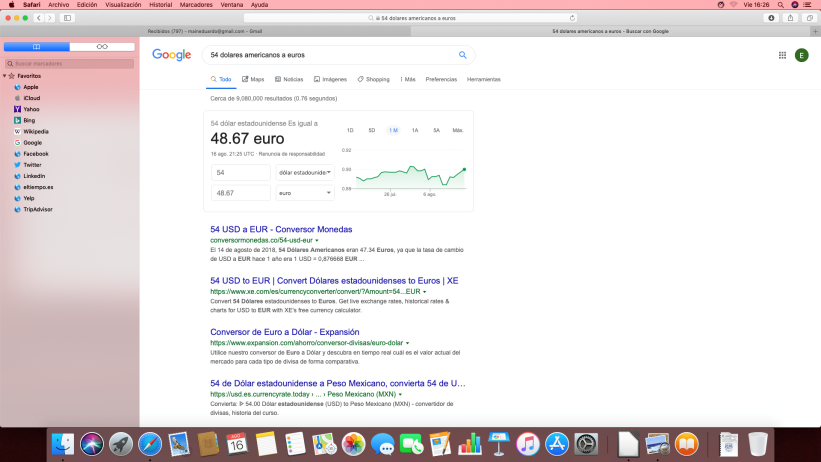 Safari Archivo Edición Visualización Historial Marcadores Ventana Ayuda
Vie 16:26
54 dolares americanos a euros
Recibidos (797) - maineduardo@gmail.com - Gmail
54 dolares americanos a euros - Buscar con Google
Buscar marcadores
Favoritos
Apple
iCloud
Yahoo
Bing
Wikipedia
Google
Facebook
Twitter
LinkedIn
eltiempo.es
Yelp
TripAdvisor
Google
54 dolares americanos a euros
E
Todo Maps Noticias Imágenes Shopping Más Preferencias Herramientas
Cerca de 9,080,000 resultados (0.76 segundos)
54 dólar estadounidense Es igual a
48.67 euro
16 ago. 21:25 UTC · Renuncia de responsabilidad
54 dólar estadounide
48.67 euro
1D 5D 1 M 1A 5A Máx.
0.92
0.90
0.88
28 jul. 6 ago.
54 USD a EUR - Conversor Monedas
conversormonedas.co/54-usd-eur
El 14 de agosto de 2018, 54 Dólares Americanos eran 47.34 Euros, ya que la tasa de cambio
de USD a EUR hace 1 año era 1 USD = 0,876668 EUR ...
54 USD to EUR | Convert Dólares estadounidenses to Euros | XE
https://www.xe.com/es/currencyconverter/convert/?Amount=54...EUR
Convert 54 Dólares estadounidenses to Euros. Get live exchange rates, historical rates &
charts for USD to EUR with XE's free currency calculator.
Conversor de Euro a Dólar - Expansión
https://www.expansion.com/ahorro/conversor-divisas/euro-dolar
Utilice nuestro conversor de Euro a Dólar y descubra en tiempo real cuál es el valor actual del
mercado para cada tipo de divisa de forma comparativa.
54 de Dólar estadounidense a Peso Mexicano, convierta 54 de U...
https://usd.es.currencyrate.today › ... › Peso Mexicano (MXN)
Convierta: ᐈ 54.00 Dólar estadounidense (USD) to Peso Mexicano (MXN) - convertidor de
divisas, historia del curso.
16